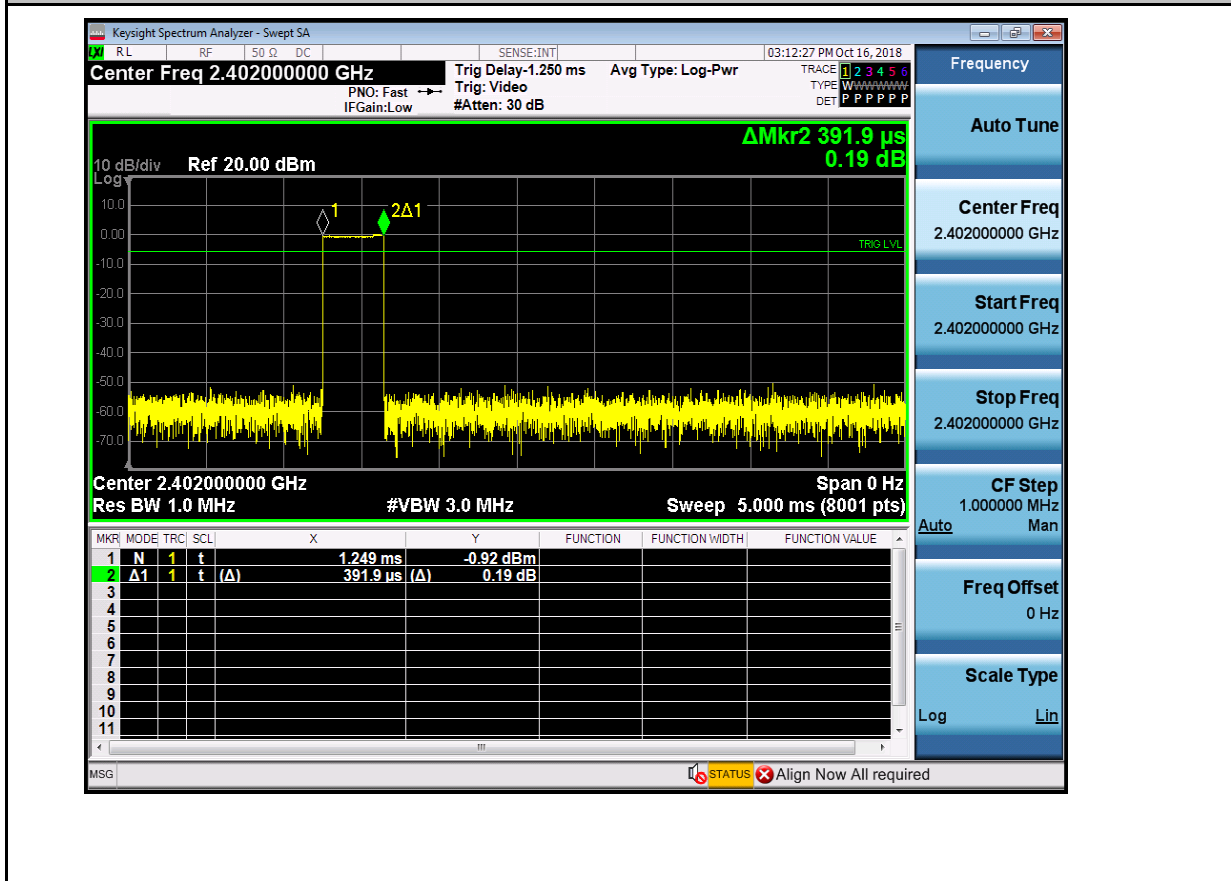 Keysight Spectrum Analyzer - Swept SA
LXI RL RF 50 Ω DC SENSE:INT 03:12:27 PM Oct 16, 2018
Center Freq 2.402000000 GHz
PNO: Fast
IFGain:Low
Trig Delay-1.250 ms
Trig: Video
#Atten: 30 dB
Avg Type: Log-Pwr
TRACE 1 2 3 4 5 6
TYPE WWWWWW
DET P P P P P P
ΔMkr2 391.9 µs
0.19 dB
10 dB/div
Log
Ref 20.00 dBm
1
2Δ1
TRIG LVL
10.0
0.00
-10.0
-20.0
-30.0
-40.0
-50.0
-60.0
-70.0
Center 2.402000000 GHz Span 0 Hz
Res BW 1.0 MHz #VBW 3.0 MHz Sweep 5.000 ms (8001 pts)
MKR MODE TRC SCL X Y FUNCTION FUNCTION WIDTH FUNCTION VALUE
1 N 1 t 1.249 ms -0.92 dBm
2 Δ1 1 t (Δ) 391.9 µs (Δ) 0.19 dB
3
4
5
6
7
8
9
10
11
MSG STATUS Align Now All required
Frequency
Auto Tune
Center Freq
2.402000000 GHz
Start Freq
2.402000000 GHz
Stop Freq
2.402000000 GHz
CF Step
1.000000 MHz
Auto Man
Freq Offset
0 Hz
Scale Type
Log Lin